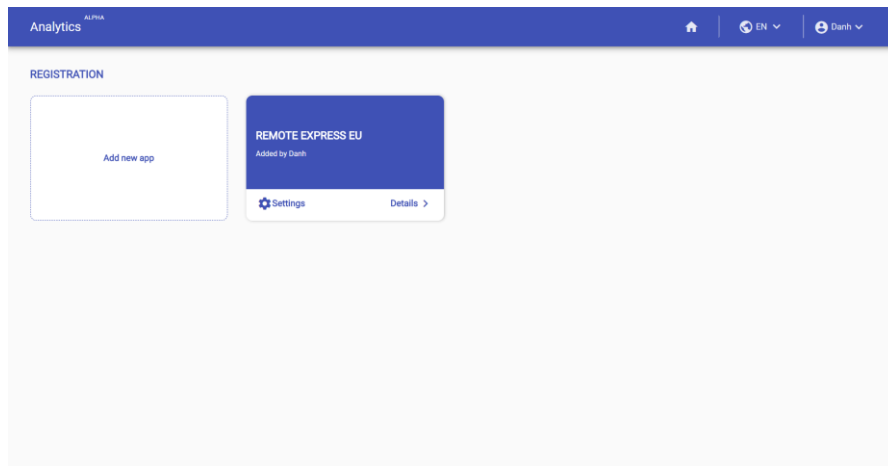 Analytics ALPHA
EN
Danh
REGISTRATION
Add new app
REMOTE EXPRESS EU
Added by Danh
Settings
Details